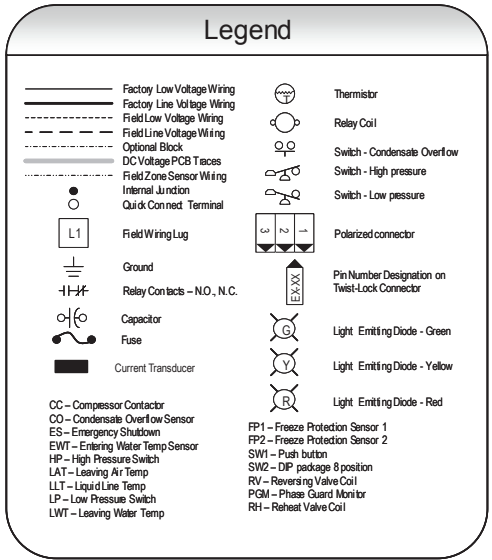 Legend
Factory Low Voltage Wiring
Factory Line Voltage Wiring
Field Low Voltage Wiring
Field Line Voltage Wiring
Optional Block
DC Voltage PCB Traces
Field Zone Sensor Wiring
Internal Junction
Quick Connect Terminal
L1
Field Wiring Lug
Ground
Relay Contacts – N.O., N.C.
Capacitor
Fuse
Current Transducer
T
Thermistor
Relay Coil
Switch - Condensate Overflow
Switch - High pressure
Switch - Low pressure
3 2 1
Polarized connector
EX-XX
Pin Number Designation on
Twist-Lock Connector
G
Light Emitting Diode - Green
Y
Light Emitting Diode - Yellow
R
Light Emitting Diode - Red
CC – Compressor Contactor
CO – Condensate Overflow Sensor
ES – Emergency Shutdown
EWT – Entering Water Temp Sensor
HP – High Pressure Switch
LAT – Leaving Air Temp
LLT – Liquid Line Temp
LP – Low Pressure Switch
LWT – Leaving Water Temp
FP1 – Freeze Protection Sensor 1
FP2 – Freeze Protection Sensor 2
SW1 – Push button
SW2 – DIP package 8 position
RV – Reversing Valve Coil
PGM – Phase Guard Monitor
RH – Reheat Valve Coil